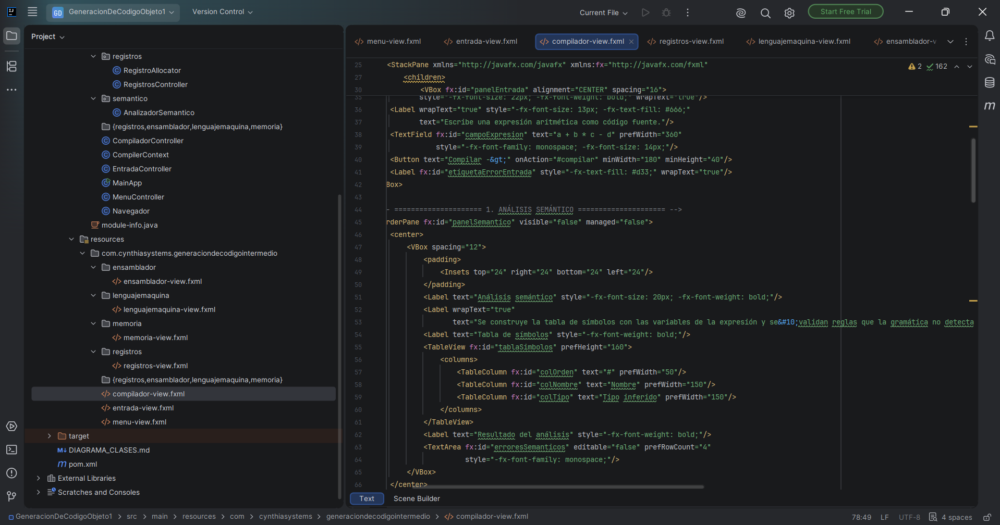 GD GeneracionDeCodigoObjeto1 Version Control Current File Start Free Trial
Project
registros
RegistroAllocator
RegistrosController
semantico
AnalizadorSemantico
{registros,ensamblador,lenguajemaquina,memoria}
CompiladorController
CompilerContext
EntradaController
MainApp
MenuController
Navegador
module-info.java
resources
com.cynthiasystems.generaciondecodigointermedio
ensamblador
ensamblador-view.fxml
lenguajemaquina
lenguajemaquina-view.fxml
memoria
memoria-view.fxml
registros
registros-view.fxml
{registros,ensamblador,lenguajemaquina,memoria}
compilador-view.fxml
entrada-view.fxml
menu-view.fxml
target
DIAGRAMA_CLASES.md
pom.xml
External Libraries
Scratches and Consoles
menu-view.fxml entrada-view.fxml compilador-view.fxml registros-view.fxml lenguajemaquina-view.fxml ensamblador-v
2 162
25 <StackPane xmlns="http://javafx.com/javafx" xmlns:fx="http://javafx.com/fxml"
27 <children>
30 <VBox fx:id="panelEntrada" alignment="CENTER" spacing="16">
35 style="-fx-font-size: 22px; -fx-font-weight: bold;" wrapText="true"/>
36 <Label wrapText="true" style="-fx-font-size: 13px; -fx-text-fill: #666;"
37 text="Escribe una expresión aritmética como código fuente."/>
38 <TextField fx:id="campoExpresion" text="a + b * c - d" prefWidth="360"
39 style="-fx-font-family: monospace; -fx-font-size: 14px;"/>
40 <Button text="Compilar -&gt;" onAction="#compilar" minWidth="180" minHeight="40"/>
41 <Label fx:id="etiquetaErrorEntrada" style="-fx-text-fill: #d33;" wrapText="true"/>
42 Box>
43
44 - ===================== 1. ANÁLISIS SEMÁNTICO ===================== -->
45 rderPane fx:id="panelSemantico" visible="false" managed="false">
46 <center>
47 <VBox spacing="12">
48 <padding>
49 <Insets top="24" right="24" bottom="24" left="24"/>
50 </padding>
51 <Label text="Análisis semántico" style="-fx-font-size: 20px; -fx-font-weight: bold;"/>
52 <Label wrapText="true"
53 text="Se construye la tabla de símbolos con las variables de la expresión y se&#10;validan reglas que la gramática no detecta
54 <Label text="Tabla de símbolos" style="-fx-font-weight: bold;"/>
55 <TableView fx:id="tablaSimbolos" prefHeight="160">
56 <columns>
57 <TableColumn fx:id="colOrden" text="#" prefWidth="50"/>
58 <TableColumn fx:id="colNombre" text="Nombre" prefWidth="150"/>
59 <TableColumn fx:id="colTipo" text="Tipo inferido" prefWidth="150"/>
60 </columns>
61 </TableView>
62 <Label text="Resultado del análisis" style="-fx-font-weight: bold;"/>
63 <TextArea fx:id="erroresSemanticos" editable="false" prefRowCount="4"
64 style="-fx-font-family: monospace;"/>
65 </VBox>
66 </center>
Text Scene Builder
GeneracionDeCodigoObjeto1 > src > main > resources > com > cynthiasystems > generaciondecodigointermedio > compilador-view.fxml 78:49 LF UTF-8 4 spaces